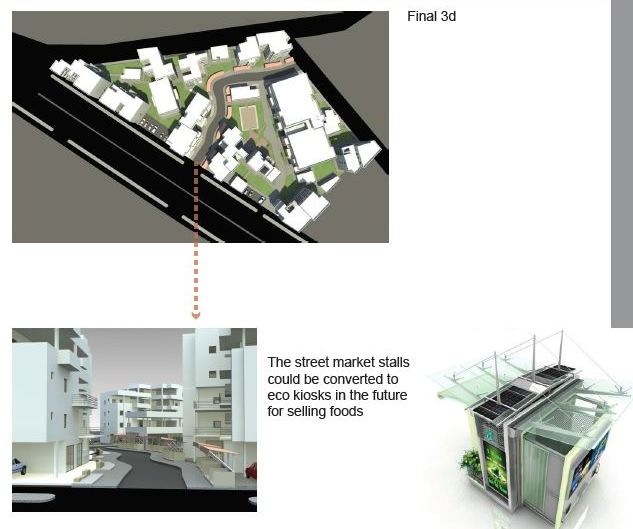 Final 3d
The street market stalls
could be converted to
eco kiosks in the future
for selling foods